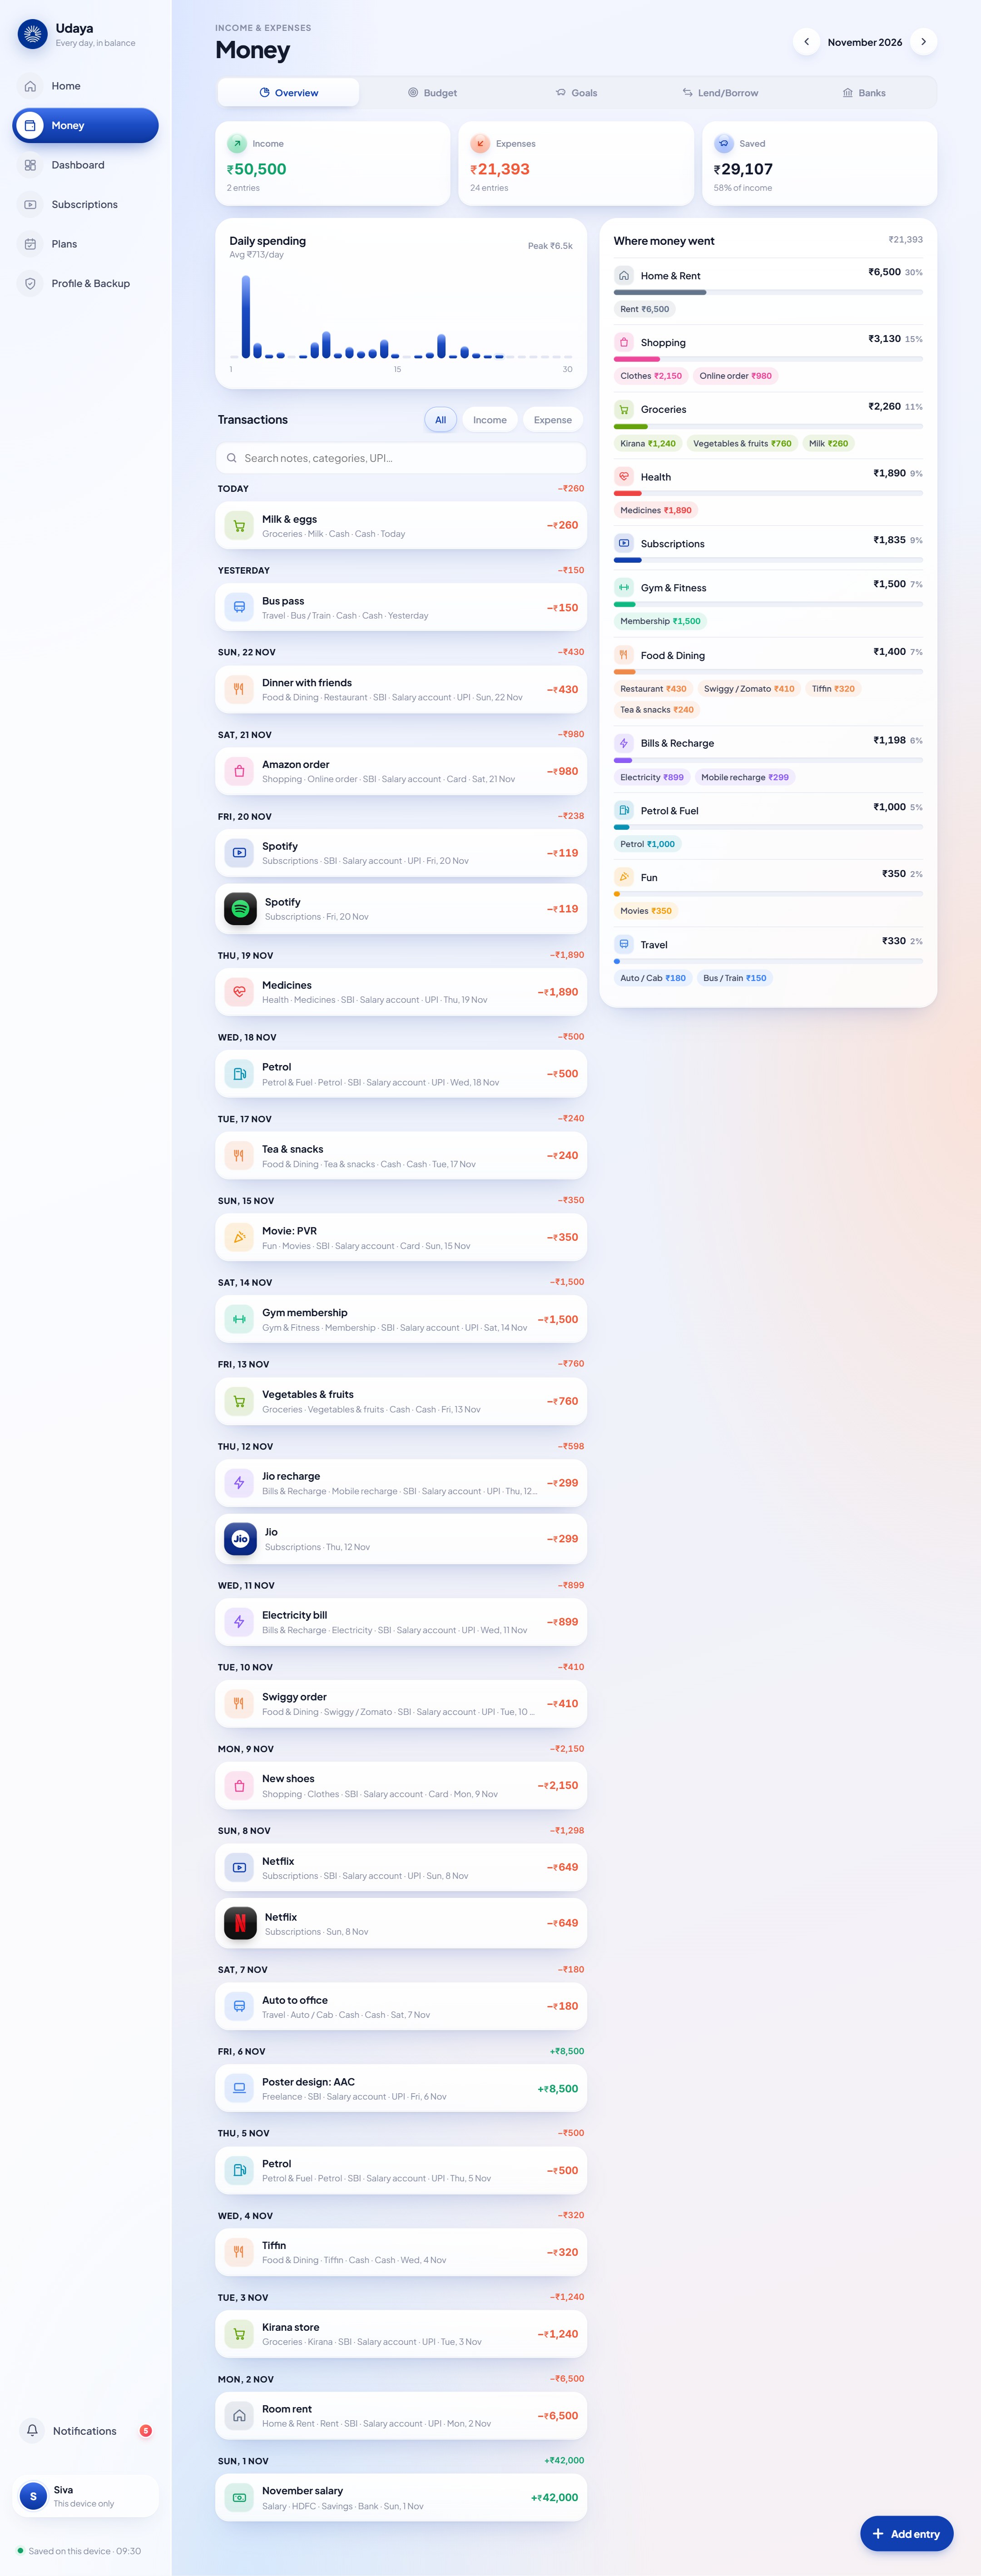 Udaya
Every day, in balance
Home
Money
Dashboard
Subscriptions
Plans
Profile & Backup
Notifications
5
S
Siva
This device only
Saved on this device · 09:30
INCOME & EXPENSES
Money
November 2026
Overview
Budget
Goals
Lend/Borrow
Banks
Income
₹50,500
2 entries
Expenses
₹21,393
24 entries
Saved
₹29,107
58% of income
Daily spending
Avg ₹713/day
Peak ₹6.5k
1 15 30
Transactions
All
Income
Expense
Search notes, categories, UPI...
TODAY −₹260
Milk & eggs
Groceries · Milk · Cash · Cash · Today
−₹260
YESTERDAY −₹150
Bus pass
Travel · Bus / Train · Cash · Cash · Yesterday
−₹150
SUN, 22 NOV −₹430
Dinner with friends
Food & Dining · Restaurant · SBI · Salary account · UPI · Sun, 22 Nov
−₹430
SAT, 21 NOV −₹980
Amazon order
Shopping · Online order · SBI · Salary account · Card · Sat, 21 Nov
−₹980
FRI, 20 NOV −₹238
Spotify
Subscriptions · SBI · Salary account · UPI · Fri, 20 Nov
−₹119
Spotify
Subscriptions · Fri, 20 Nov
−₹119
THU, 19 NOV −₹1,890
Medicines
Health · Medicines · SBI · Salary account · UPI · Thu, 19 Nov
−₹1,890
WED, 18 NOV −₹500
Petrol
Petrol & Fuel · Petrol · SBI · Salary account · UPI · Wed, 18 Nov
−₹500
TUE, 17 NOV −₹240
Tea & snacks
Food & Dining · Tea & snacks · Cash · Cash · Tue, 17 Nov
−₹240
SUN, 15 NOV −₹350
Movie: PVR
Fun · Movies · SBI · Salary account · Card · Sun, 15 Nov
−₹350
SAT, 14 NOV −₹1,500
Gym membership
Gym & Fitness · Membership · SBI · Salary account · UPI · Sat, 14 Nov
−₹1,500
FRI, 13 NOV −₹760
Vegetables & fruits
Groceries · Vegetables & fruits · Cash · Cash · Fri, 13 Nov
−₹760
THU, 12 NOV −₹598
Jio recharge
Bills & Recharge · Mobile recharge · SBI · Salary account · UPI · Thu, 12...
−₹299
Jio
Jio
Subscriptions · Thu, 12 Nov
−₹299
WED, 11 NOV −₹899
Electricity bill
Bills & Recharge · Electricity · SBI · Salary account · UPI · Wed, 11 Nov
−₹899
TUE, 10 NOV −₹410
Swiggy order
Food & Dining · Swiggy / Zomato · SBI · Salary account · UPI · Tue, 10 ...
−₹410
MON, 9 NOV −₹2,150
New shoes
Shopping · Clothes · SBI · Salary account · Card · Mon, 9 Nov
−₹2,150
SUN, 8 NOV −₹1,298
Netflix
Subscriptions · SBI · Salary account · UPI · Sun, 8 Nov
−₹649
N
Netflix
Subscriptions · Sun, 8 Nov
−₹649
SAT, 7 NOV −₹180
Auto to office
Travel · Auto / Cab · Cash · Cash · Sat, 7 Nov
−₹180
FRI, 6 NOV +₹8,500
Poster design: AAC
Freelance · SBI · Salary account · UPI · Fri, 6 Nov
+₹8,500
THU, 5 NOV −₹500
Petrol
Petrol & Fuel · Petrol · SBI · Salary account · UPI · Thu, 5 Nov
−₹500
WED, 4 NOV −₹320
Tiffin
Food & Dining · Tiffin · Cash · Cash · Wed, 4 Nov
−₹320
TUE, 3 NOV −₹1,240
Kirana store
Groceries · Kirana · SBI · Salary account · UPI · Tue, 3 Nov
−₹1,240
MON, 2 NOV −₹6,500
Room rent
Home & Rent · Rent · SBI · Salary account · UPI · Mon, 2 Nov
−₹6,500
SUN, 1 NOV +₹42,000
November salary
Salary · HDFC · Savings · Bank · Sun, 1 Nov
+₹42,000
Where money went ₹21,393
Home & Rent ₹6,500 30%
Rent ₹6,500
Shopping ₹3,130 15%
Clothes ₹2,150 Online order ₹980
Groceries ₹2,260 11%
Kirana ₹1,240 Vegetables & fruits ₹760 Milk ₹260
Health ₹1,890 9%
Medicines ₹1,890
Subscriptions ₹1,835 9%
Gym & Fitness ₹1,500 7%
Membership ₹1,500
Food & Dining ₹1,400 7%
Restaurant ₹430 Swiggy / Zomato ₹410 Tiffin ₹320
Tea & snacks ₹240
Bills & Recharge ₹1,198 6%
Electricity ₹899 Mobile recharge ₹299
Petrol & Fuel ₹1,000 5%
Petrol ₹1,000
Fun ₹350 2%
Movies ₹350
Travel ₹330 2%
Auto / Cab ₹180 Bus / Train ₹150
Add entry